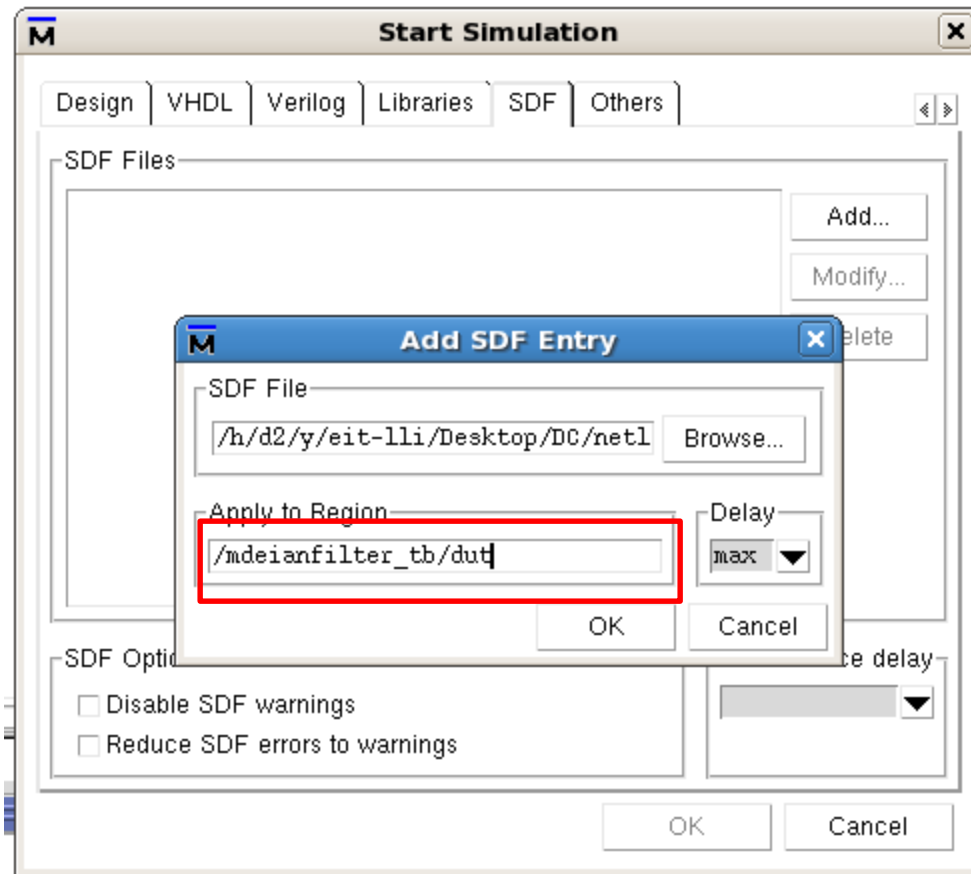 Start Simulation
Design VHDL Verilog Libraries SDF Others
SDF Files
Add...
Modify...
elete
Add SDF Entry
SDF File
/h/d2/y/eit-lli/Desktop/DC/netl Browse...
Apply to Region Delay
/mdeianfilter_tb/dut max
OK Cancel
SDF Optio ce delay
Disable SDF warnings
Reduce SDF errors to warnings
OK Cancel